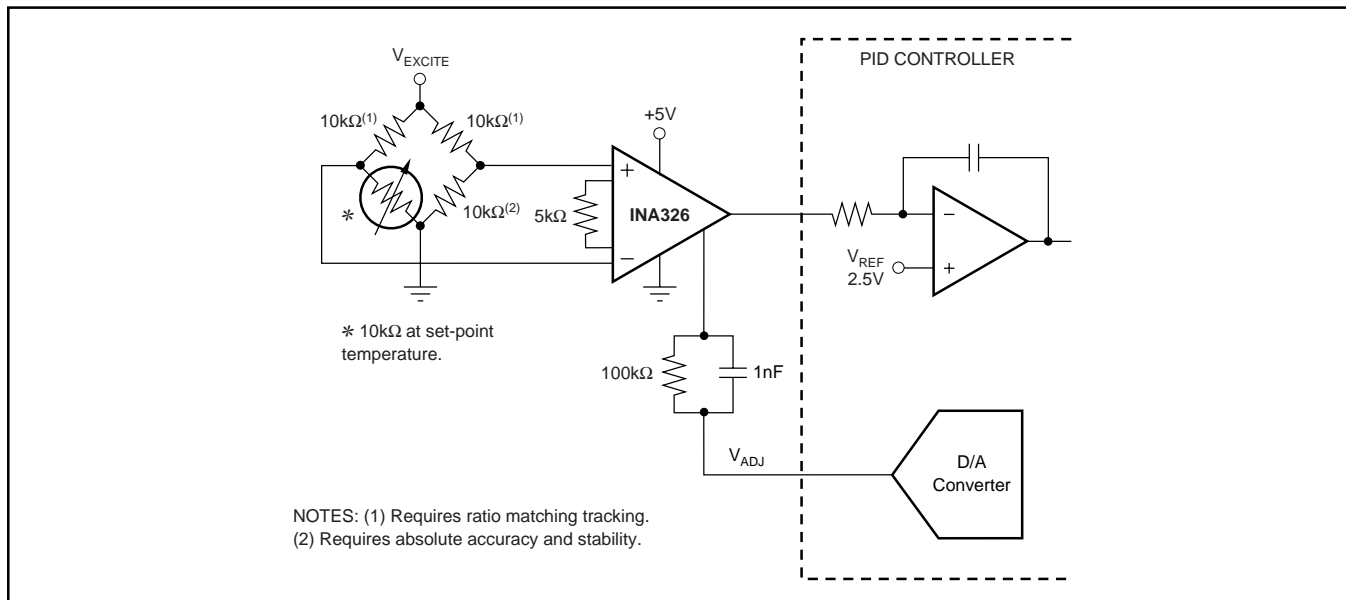 PID CONTROLLER
V_EXCITE
10kΩ(1)
10kΩ(1)
+5V
+
5kΩ
INA326
10kΩ(2)
*
−
−
V_REF
2.5V
+
* 10kΩ at set-point
temperature.
100kΩ
1nF
V_ADJ
D/A
Converter
NOTES: (1) Requires ratio matching tracking.
(2) Requires absolute accuracy and stability.